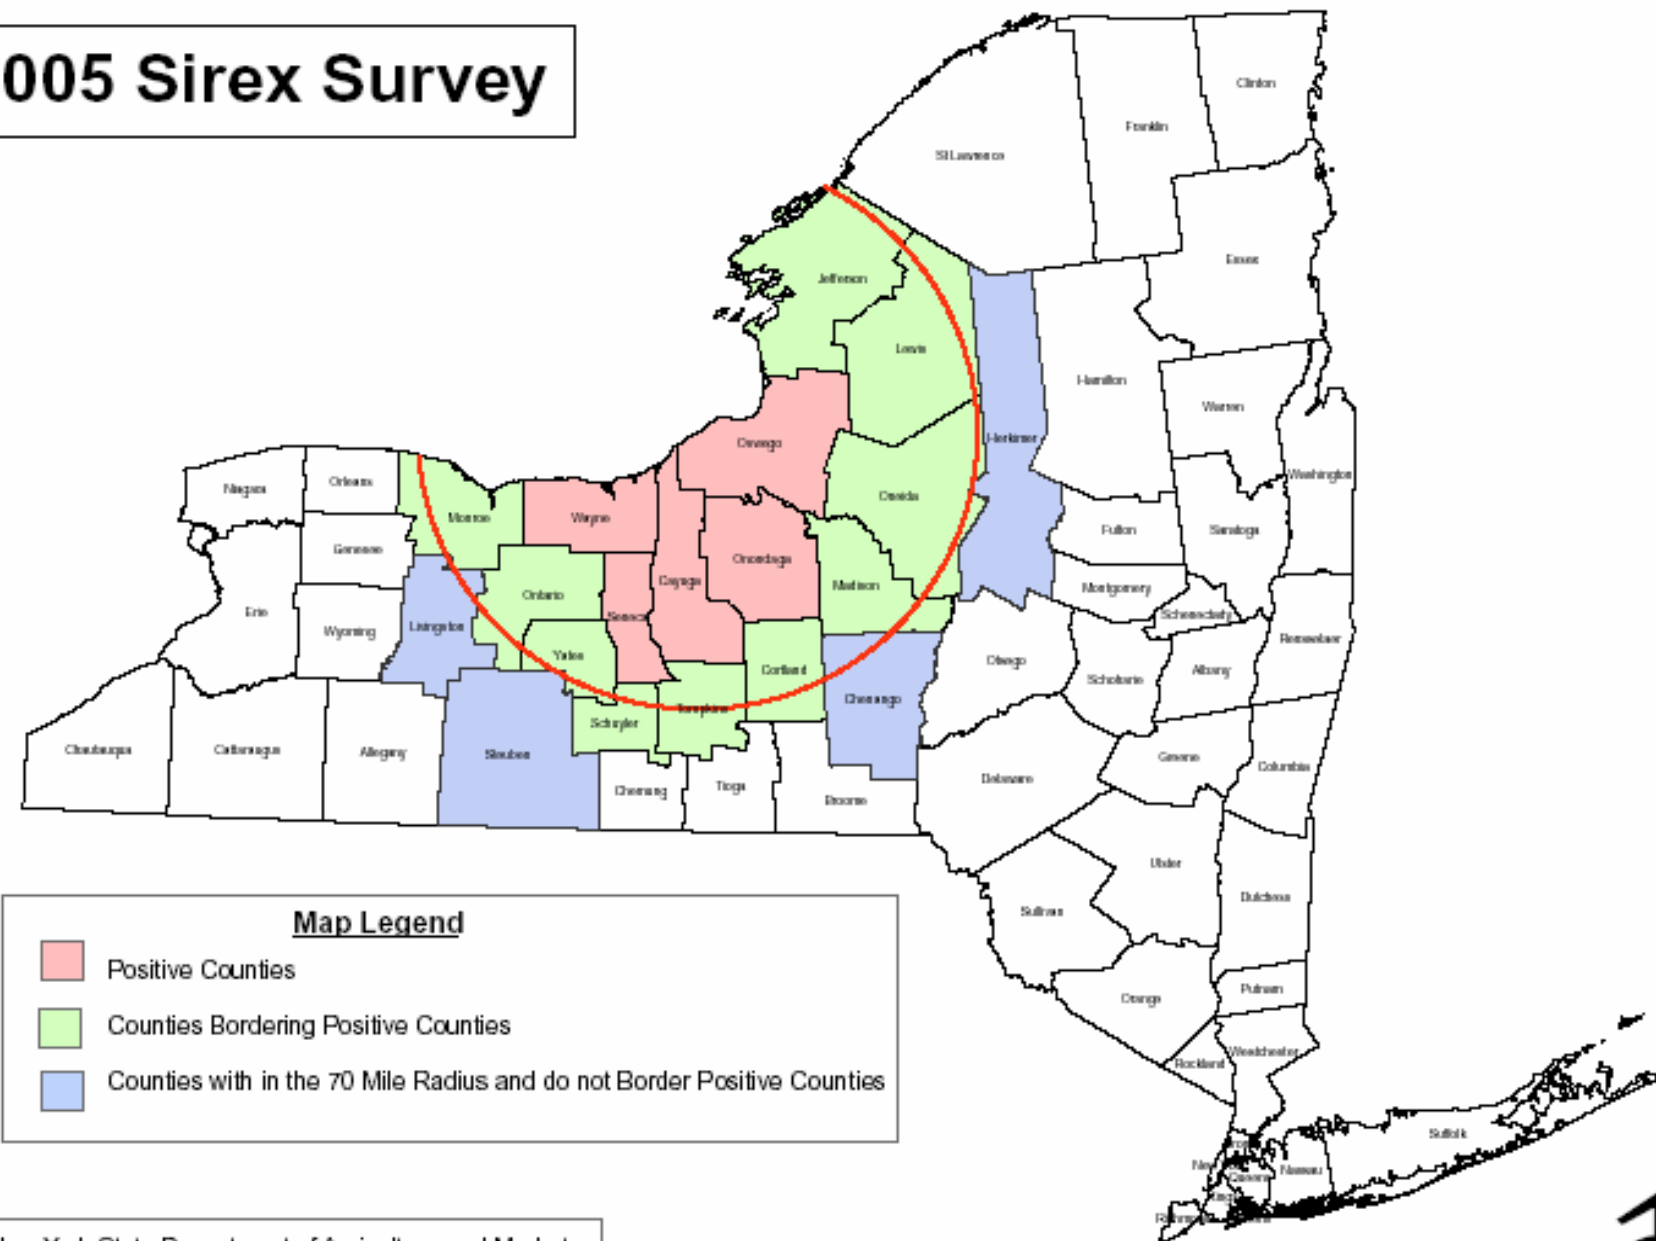 005 Sirex Survey
Clinton
Franklin
St Lawrence
Essex
Jefferson
Lewis
Hamilton
Warren
Oswego
Herkimer
Washington
Niagara
Orleans
Monroe
Wayne
Oneida
Genesee
Onondaga
Fulton
Saratoga
Cayuga
Madison
Montgomery
Ontario
Erie
Seneca
Schenectady
Wyoming
Livingston
Rensselaer
Yates
Cortland
Otsego
Albany
Schoharie
Chenango
Tompkins
Schuyler
Chautauqua
Cattaraugus
Allegany
Steuben
Greene
Columbia
Delaware
Chemung
Tioga
Broome
Ulster
Dutchess
Sullivan
Map Legend
Positive Counties
Counties Bordering Positive Counties
Counties with in the 70 Mile Radius and do not Border Positive Counties
Orange
Putnam
Rockland
Westchester
Suffolk
Nassau
Queens